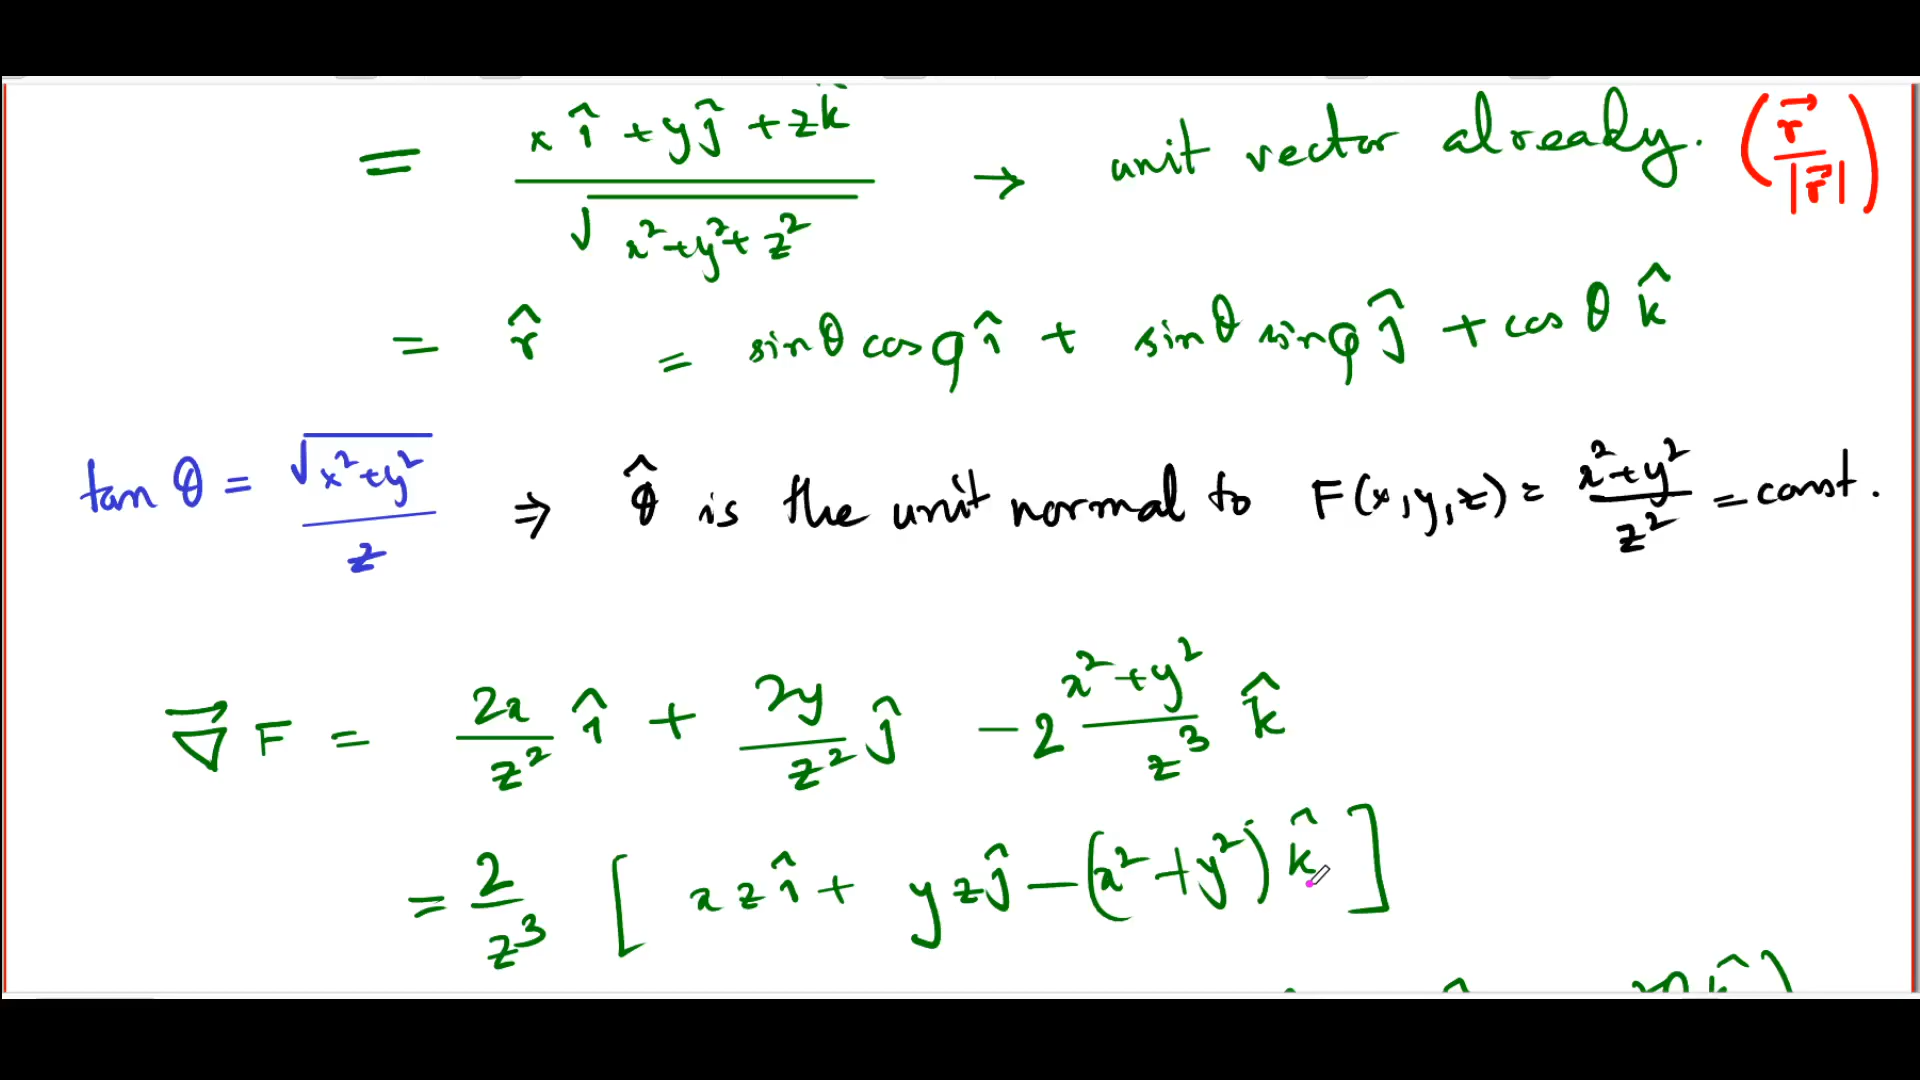 = (x î + y ĵ + z k̂) / √(x² + y² + z²) → unit vector already. (r⃗ / |r⃗|)
= r̂ = sin θ cos φ î + sin θ sin φ ĵ + cos θ k̂
tan θ = √(x² + y²) / z ⇒ θ̂ is the unit normal to F(x, y, z) = (x² + y²) / z² = const.
∇⃗ F = 2x / z² î + 2y / z² ĵ − 2 (x² + y²) / z³ k̂
= 2 / z³ [ x z î + y z ĵ − (x² + y²) k̂ ]